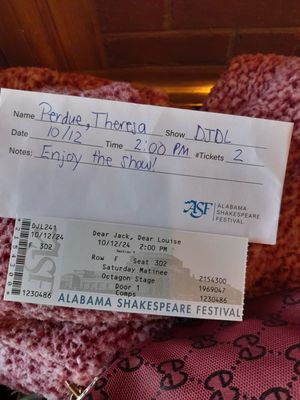 Name Perdue, Theresa Show DJDL
Date 10/12 Time 2:00 PM #Tickets 2
Notes: Enjoy the show!
ASF ALABAMA
SHAKESPEARE
FESTIVAL
DJL241
10/12/24
F 302
ASF
1230486
Dear Jack, Dear Louise
10/12/24 2:00 PM
Row F Seat 302
Saturday Matinee
Octagon Stage
Door 1
Comps
2154300
1969047
1230486
ALABAMA SHAKESPEARE FESTIVAL